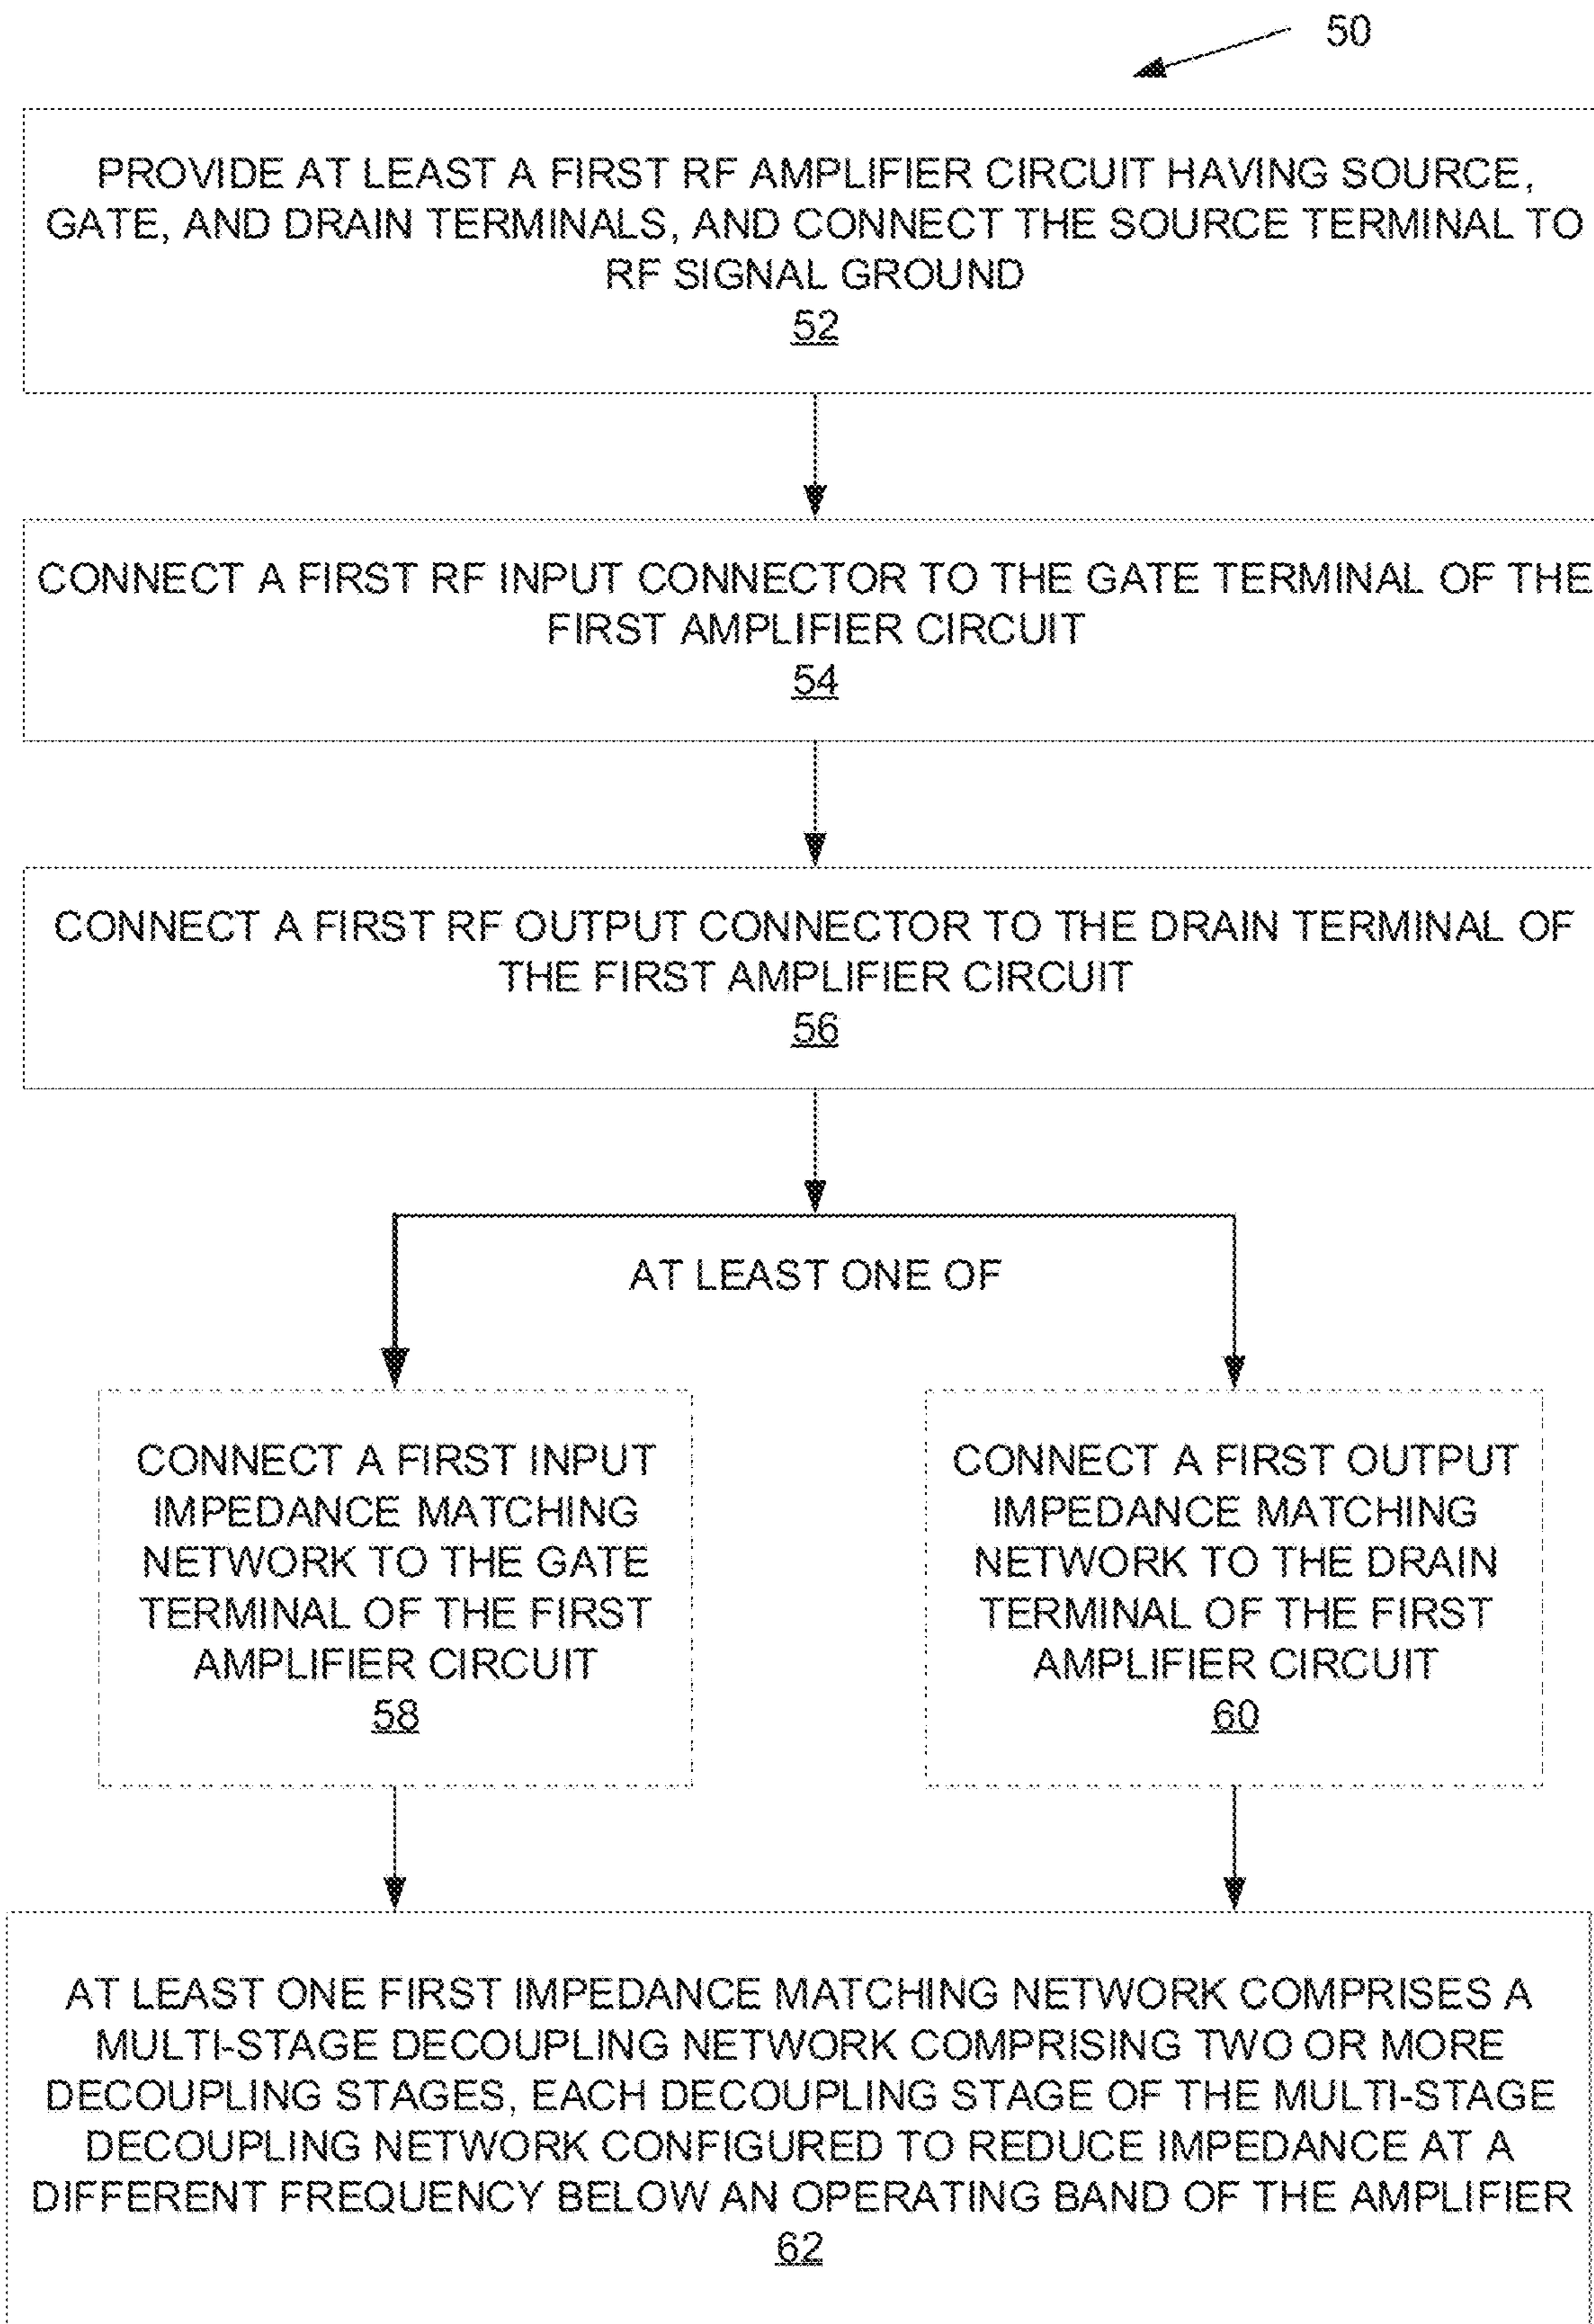 50
PROVIDE AT LEAST A FIRST RF AMPLIFIER CIRCUIT HAVING SOURCE,
GATE, AND DRAIN TERMINALS, AND CONNECT THE SOURCE TERMINAL TO
RF SIGNAL GROUND
52
CONNECT A FIRST RF INPUT CONNECTOR TO THE GATE TERMINAL OF THE
FIRST AMPLIFIER CIRCUIT
54
CONNECT A FIRST RF OUTPUT CONNECTOR TO THE DRAIN TERMINAL OF
THE FIRST AMPLIFIER CIRCUIT
56
AT LEAST ONE OF
CONNECT A FIRST INPUT
IMPEDANCE MATCHING
NETWORK TO THE GATE
TERMINAL OF THE FIRST
AMPLIFIER CIRCUIT
58
CONNECT A FIRST OUTPUT
IMPEDANCE MATCHING
NETWORK TO THE DRAIN
TERMINAL OF THE FIRST
AMPLIFIER CIRCUIT
60
AT LEAST ONE FIRST IMPEDANCE MATCHING NETWORK COMPRISES A
MULTI-STAGE DECOUPLING NETWORK COMPRISING TWO OR MORE
DECOUPLING STAGES, EACH DECOUPLING STAGE OF THE MULTI-STAGE
DECOUPLING NETWORK CONFIGURED TO REDUCE IMPEDANCE AT A
DIFFERENT FREQUENCY BELOW AN OPERATING BAND OF THE AMPLIFIER
62